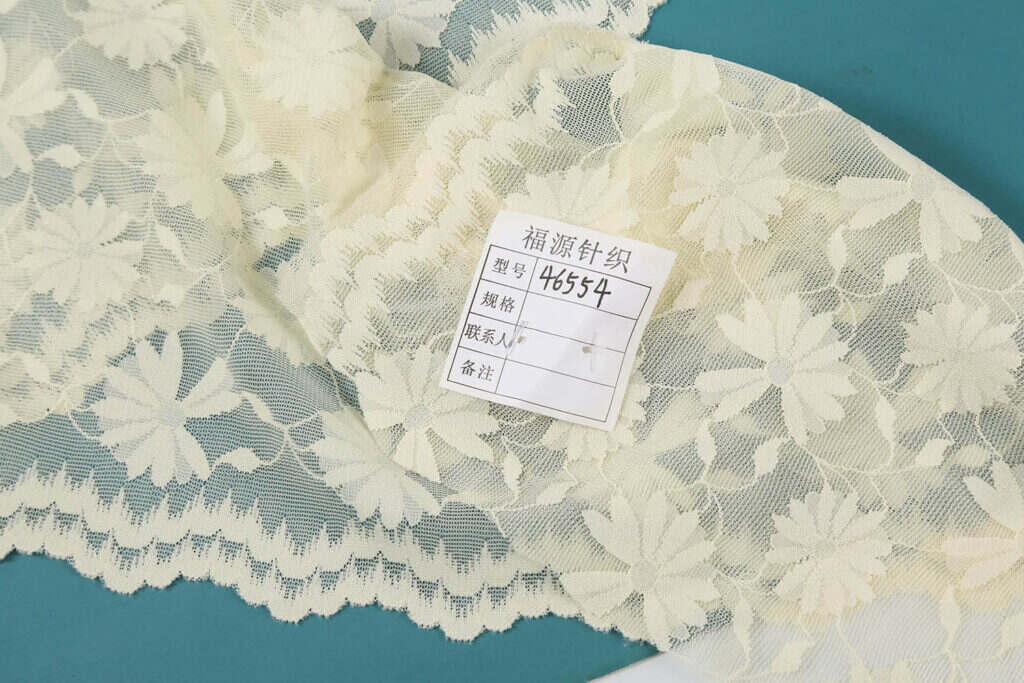 福源针织
型号 46554
规格
联系人
备注